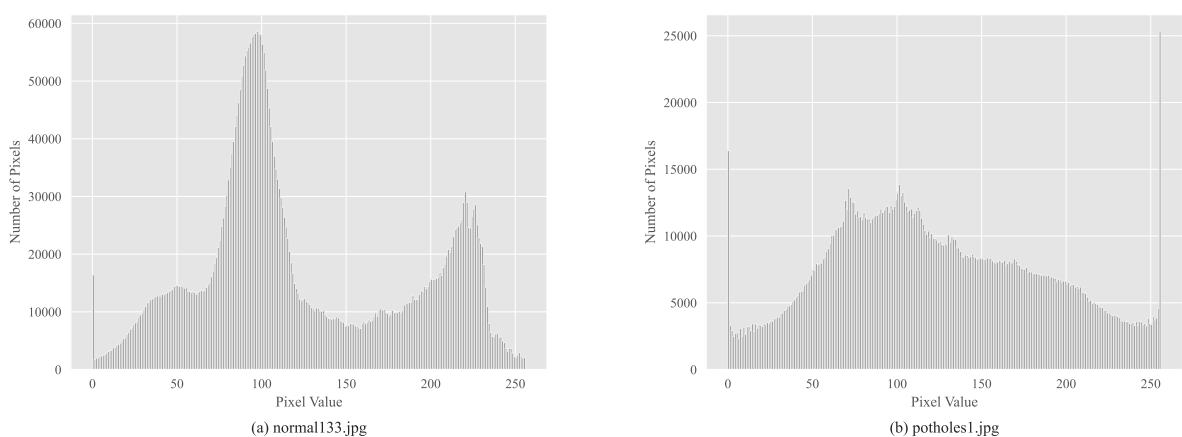 60000
50000
40000
30000
20000
10000
0
Number of Pixels
0 50 100 150 200 250
Pixel Value
(a) normal133.jpg
25000
20000
15000
10000
5000
0
Number of Pixels
0 50 100 150 200 250
Pixel Value
(b) potholes1.jpg